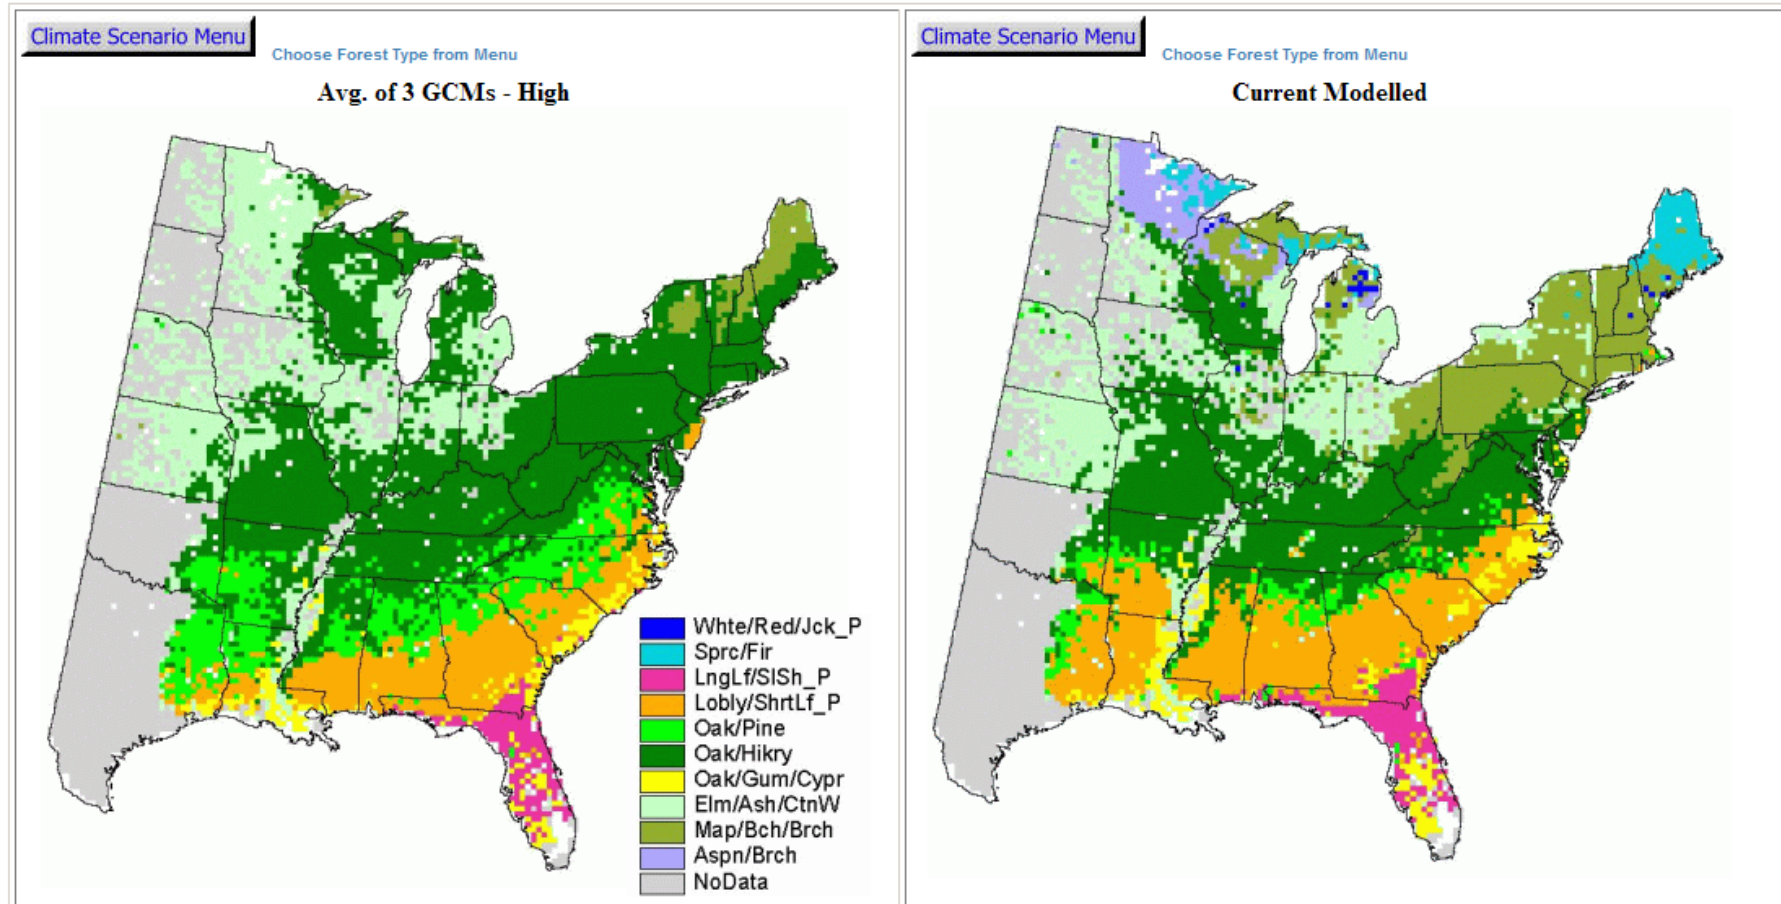 Climate Scenario Menu
Choose Forest Type from Menu
Avg. of 3 GCMs - High
Whte/Red/Jck_P
Sprc/Fir
LngLf/SlSh_P
Lobly/ShrtLf_P
Oak/Pine
Oak/Hikry
Oak/Gum/Cypr
Elm/Ash/CtnW
Map/Bch/Brch
Aspn/Brch
NoData
Climate Scenario Menu
Choose Forest Type from Menu
Current Modelled